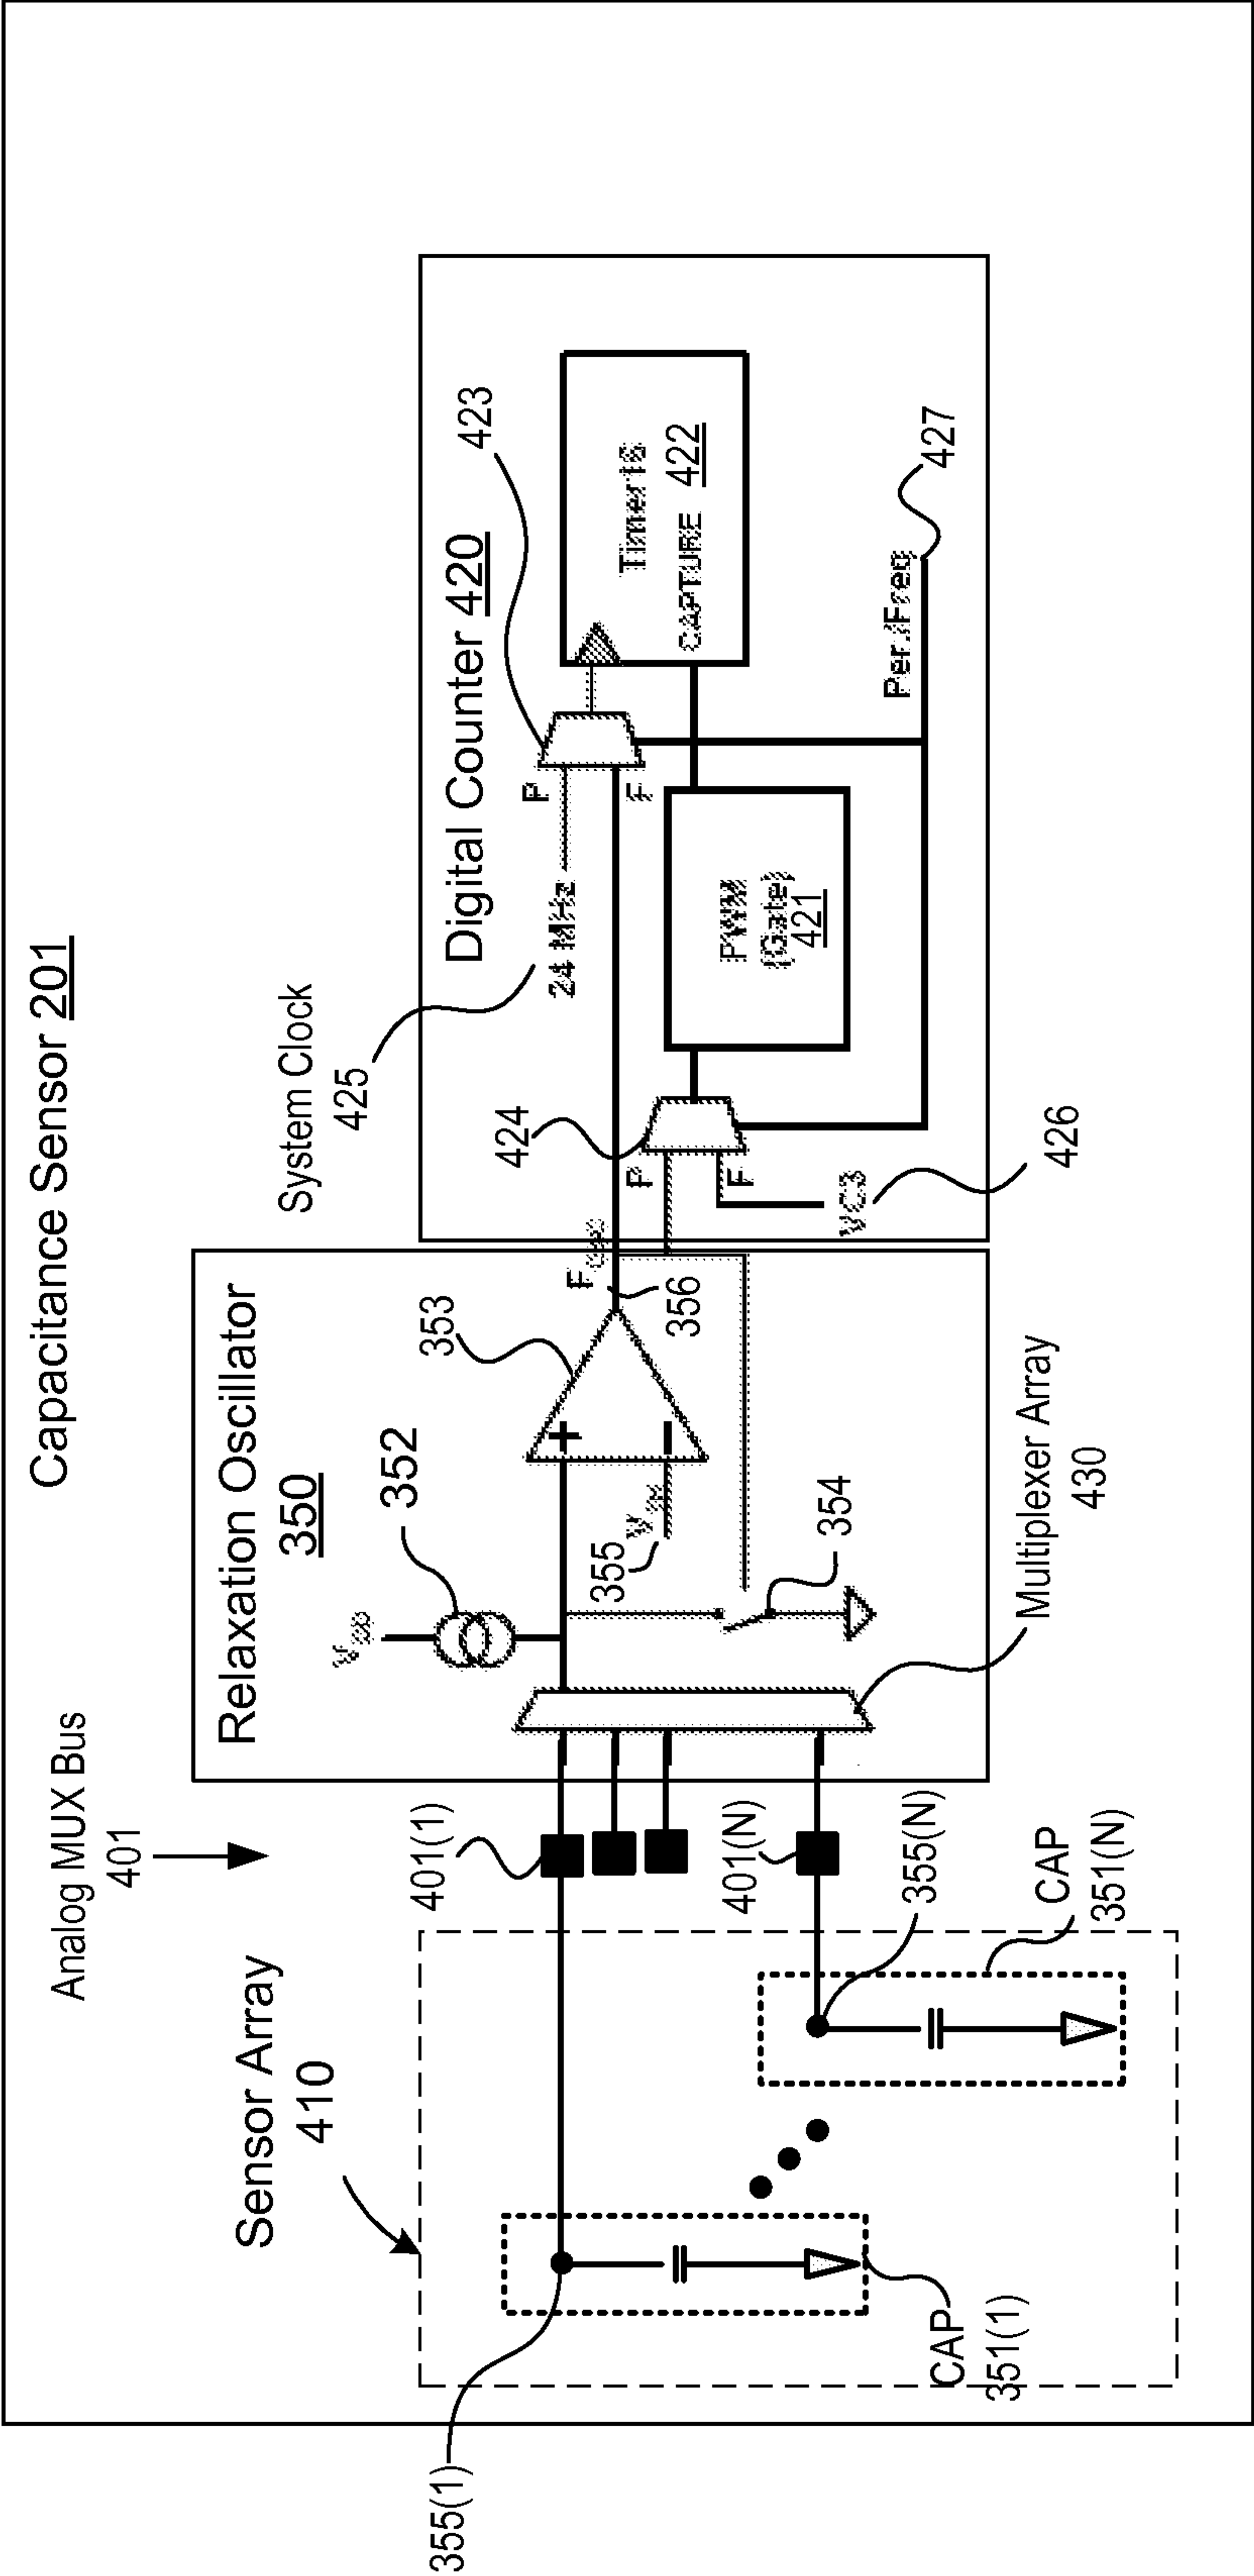 Capacitance Sensor 201
Analog MUX Bus
401
Sensor Array
410
355(1)
CAP
351(1)
401(1)
401(N)
355(N)
CAP
351(N)
Relaxation Oscillator
350
352
353
355
354
F
356
Multiplexer Array
430
System Clock
425
Digital Counter 420
423
424
24 MHz
P
F
P
F
VC3
426
PWM
(Gate)
421
Timer16
CAPTURE 422
Per./Freq
427